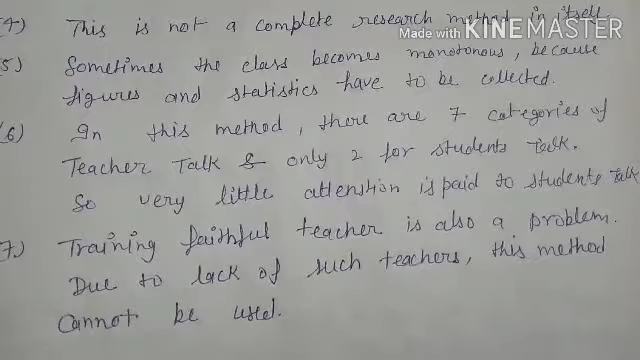 (4) This is not a complete research method in itself.
Made with KINEMASTER
(5) Sometimes the class becomes monotonous, because
figures and statistics have to be collected.
(6) In this method, there are 7 categories of
Teacher Talk & only 2 for students Talk.
So very little attenstion is paid to students Talk
(7) Training faithful teacher is also a problem.
Due to lack of such teachers, this method
cannot be used.